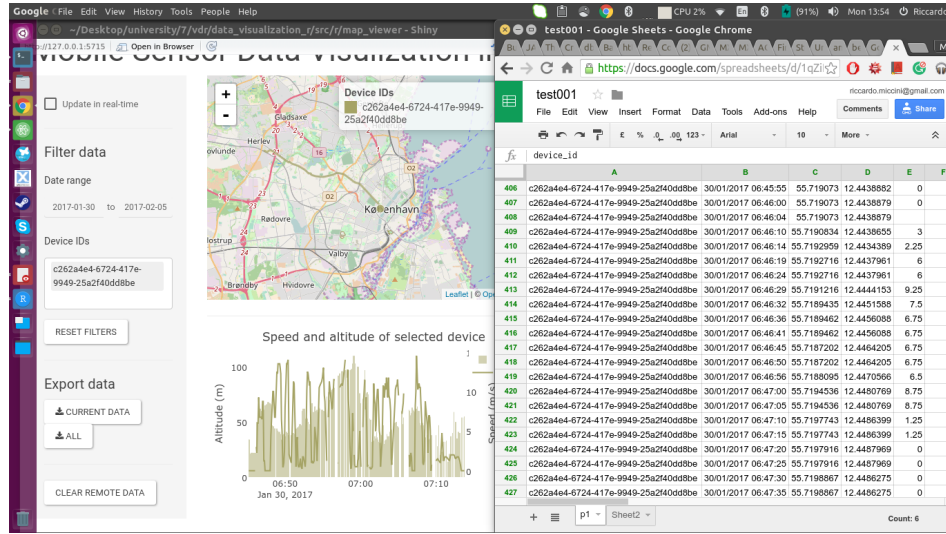 Google Chrome File Edit View History Tools People Help
CPU 2% En (91%) Mon 13:54 Riccardo
~/Desktop/university/7/vdr/data_visualization_r/src/r/map_viewer - Shiny
//127.0.0.1:5715 Open in Browser
Mobile Sensor Data Visualization
Update in real-time
Filter data
Date range
2017-01-30 to 2017-02-05
Device IDs
c262a4e4-6724-417e-
9949-25a2f40dd8be
RESET FILTERS
Export data
CURRENT DATA
ALL
CLEAR REMOTE DATA
+
-
Device IDs
c262a4e4-6724-417e-9949-
25a2f40dd8be
Gladsaxe
Herlev
16
O2
København
Rødovre
Valby
O2
Brøndby
Hvidovre
Leaflet | ©
Speed and altitude of selected device
Altitude (m)
Speed (m/s)
100
50
0
10
5
0
06:50 07:00 07:10
Jan 30, 2017
test001 - Google Sheets - Google Chrome
https://docs.google.com/spreadsheets/d/1qZii
test001
riccardo.miccini@gmail.com
File Edit View Insert Format Data Tools Add-ons Help
Comments
Share
£ % .0 .00 123 Arial 10 More
fx device_id
A B C D E F
406 c262a4e4-6724-417e-9949-25a2f40dd8be 30/01/2017 06:45:55 55.719073 12.4438882 0
407 c262a4e4-6724-417e-9949-25a2f40dd8be 30/01/2017 06:46:00 55.719073 12.4438879 0
408 c262a4e4-6724-417e-9949-25a2f40dd8be 30/01/2017 06:46:04 55.719073 12.4438879
409 c262a4e4-6724-417e-9949-25a2f40dd8be 30/01/2017 06:46:10 55.7190834 12.4438655 3
410 c262a4e4-6724-417e-9949-25a2f40dd8be 30/01/2017 06:46:14 55.7192959 12.4434389 2.25
411 c262a4e4-6724-417e-9949-25a2f40dd8be 30/01/2017 06:46:19 55.7192716 12.4437961 6
412 c262a4e4-6724-417e-9949-25a2f40dd8be 30/01/2017 06:46:24 55.7192716 12.4437961 6
413 c262a4e4-6724-417e-9949-25a2f40dd8be 30/01/2017 06:46:29 55.7191216 12.4444153 9.25
414 c262a4e4-6724-417e-9949-25a2f40dd8be 30/01/2017 06:46:32 55.7189435 12.4451588 7.5
415 c262a4e4-6724-417e-9949-25a2f40dd8be 30/01/2017 06:46:36 55.7189462 12.4456088 6.75
416 c262a4e4-6724-417e-9949-25a2f40dd8be 30/01/2017 06:46:41 55.7189462 12.4456088 6.75
417 c262a4e4-6724-417e-9949-25a2f40dd8be 30/01/2017 06:46:45 55.7187202 12.4464205 6.75
418 c262a4e4-6724-417e-9949-25a2f40dd8be 30/01/2017 06:46:50 55.7187202 12.4464205 6.75
419 c262a4e4-6724-417e-9949-25a2f40dd8be 30/01/2017 06:46:56 55.7188095 12.4470566 6.5
420 c262a4e4-6724-417e-9949-25a2f40dd8be 30/01/2017 06:47:00 55.7194536 12.4480769 8.75
421 c262a4e4-6724-417e-9949-25a2f40dd8be 30/01/2017 06:47:05 55.7194536 12.4480769 8.75
422 c262a4e4-6724-417e-9949-25a2f40dd8be 30/01/2017 06:47:10 55.7197743 12.4486399 1.25
423 c262a4e4-6724-417e-9949-25a2f40dd8be 30/01/2017 06:47:15 55.7197743 12.4486399 1.25
424 c262a4e4-6724-417e-9949-25a2f40dd8be 30/01/2017 06:47:20 55.7197916 12.4487969 0
425 c262a4e4-6724-417e-9949-25a2f40dd8be 30/01/2017 06:47:25 55.7197916 12.4487969 0
426 c262a4e4-6724-417e-9949-25a2f40dd8be 30/01/2017 06:47:30 55.7198867 12.4486275 0
427 c262a4e4-6724-417e-9949-25a2f40dd8be 30/01/2017 06:47:35 55.7198867 12.4486275 0
p1 Sheet2
Count: 6